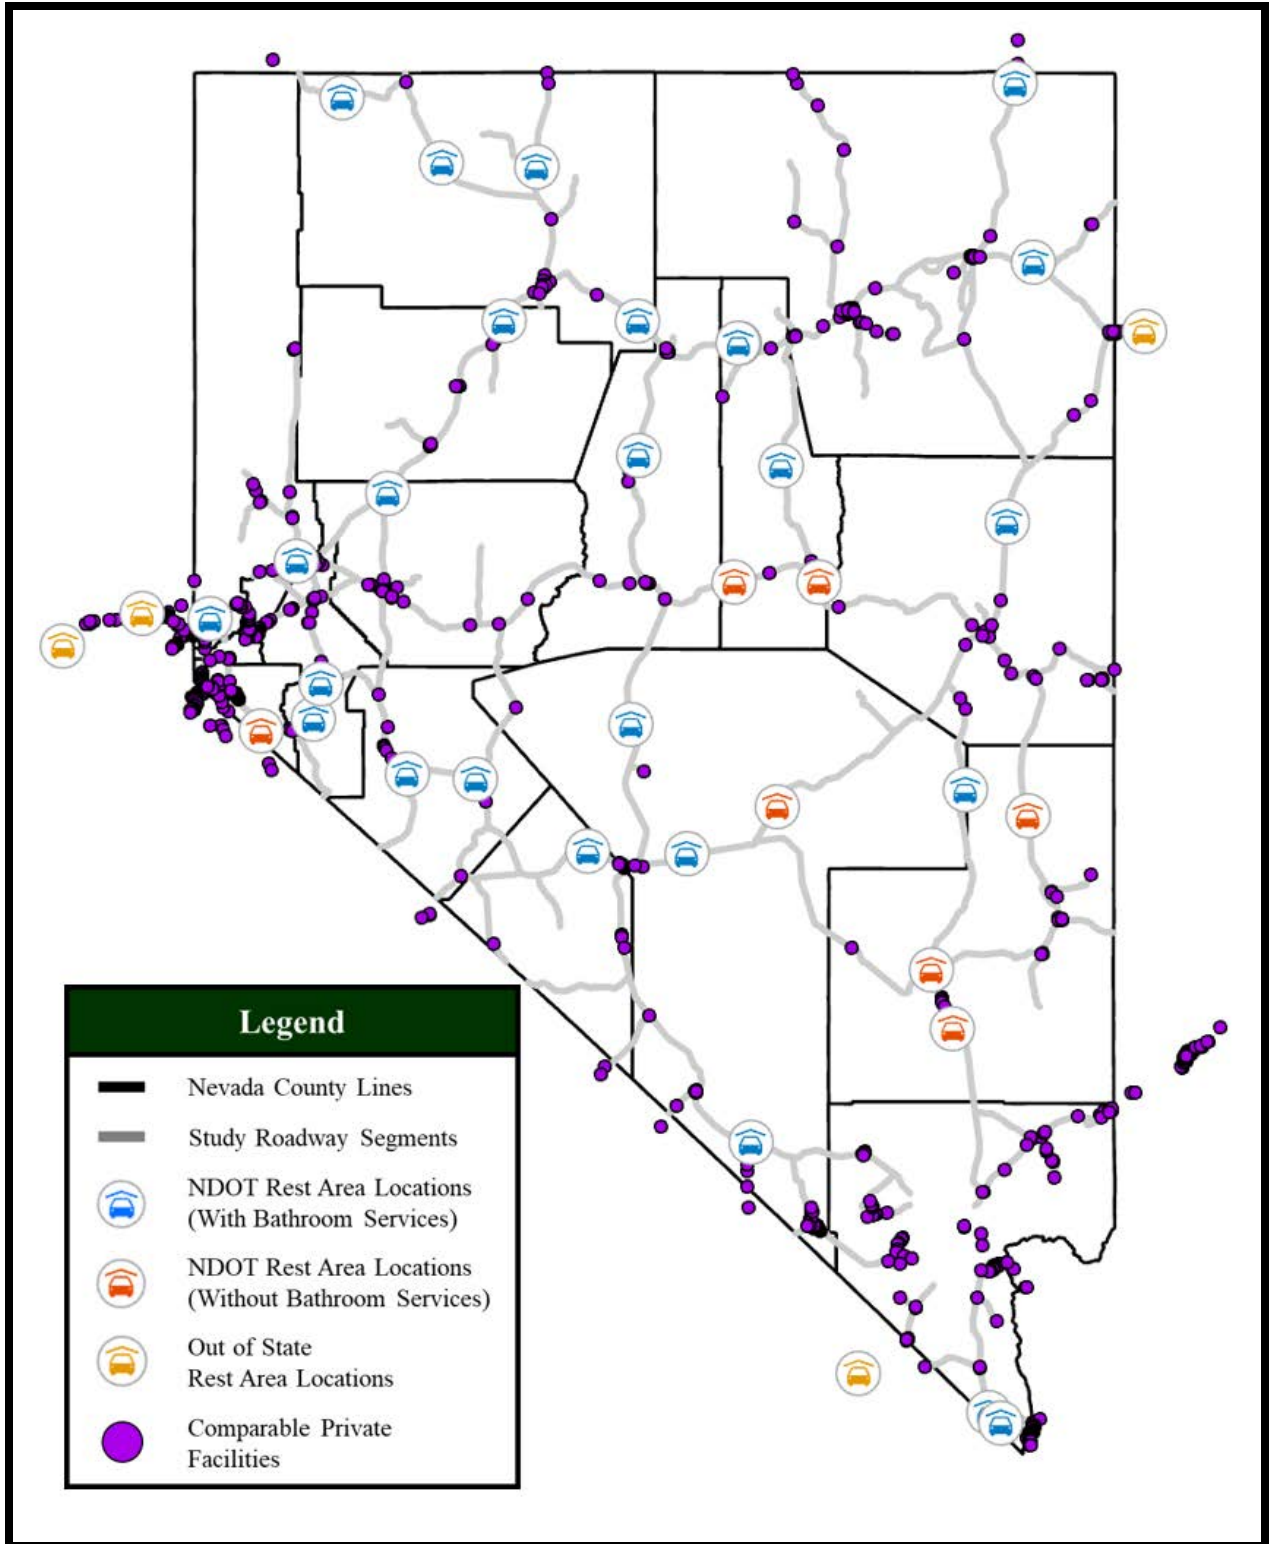 Legend
Nevada County Lines
Study Roadway Segments
NDOT Rest Area Locations
(With Bathroom Services)
NDOT Rest Area Locations
(Without Bathroom Services)
Out of State
Rest Area Locations
Comparable Private
Facilities